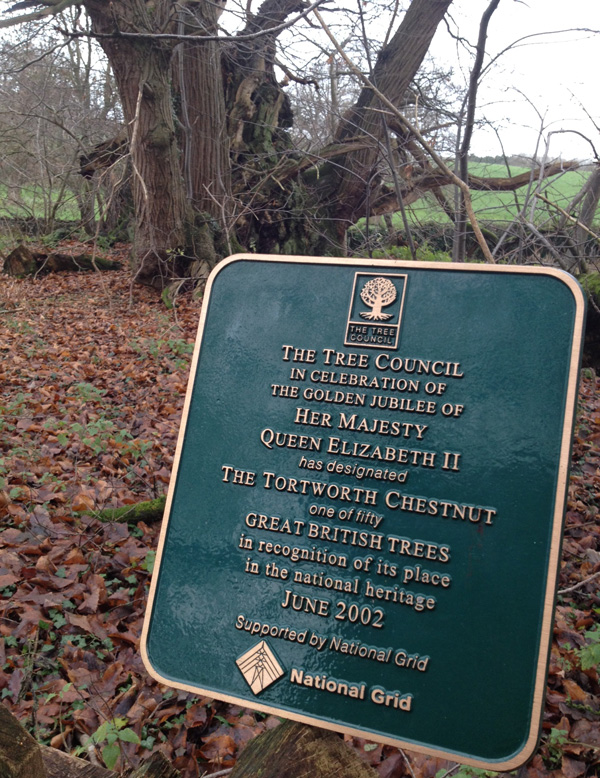 THE TREE
COUNCIL
THE TREE COUNCIL
IN CELEBRATION OF
THE GOLDEN JUBILEE OF
HER MAJESTY
QUEEN ELIZABETH II
has designated
THE TORTWORTH CHESTNUT
one of fifty
GREAT BRITISH TREES
in recognition of its place
in the national heritage
JUNE 2002
Supported by National Grid
National Grid